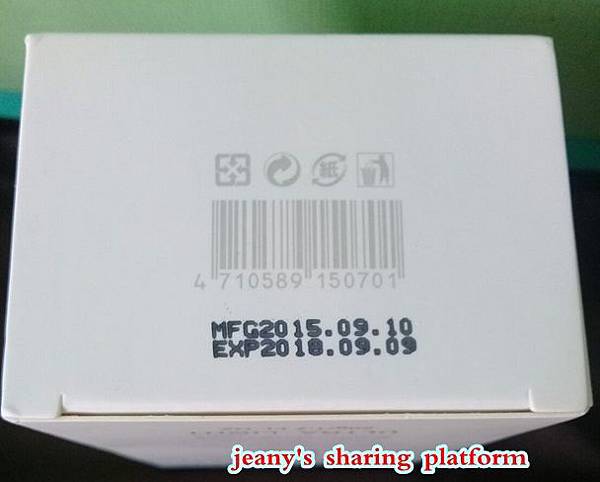 紙
4 710589 150701
MFG2015.09.10
EXP2018.09.09
jeany's sharing platform